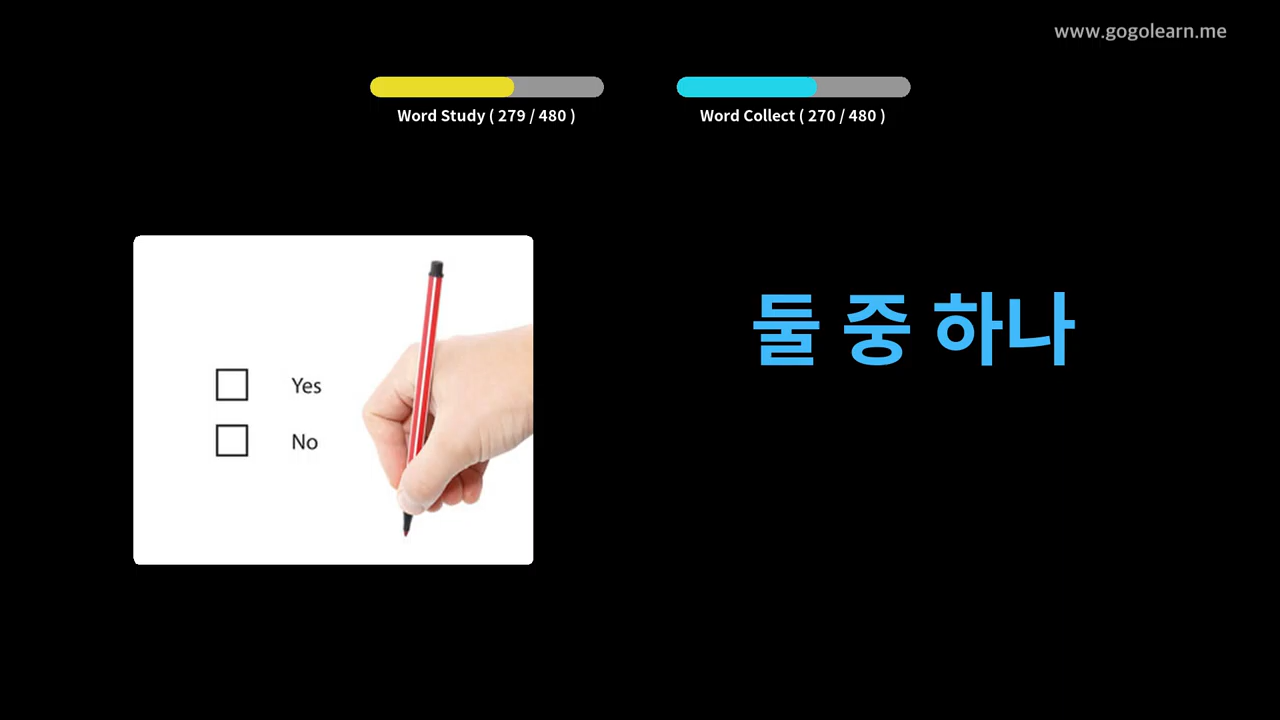 www.gogolearn.me
Word Study ( 279 / 480 )
Word Collect ( 270 / 480 )
둘 중 하나
Yes
No